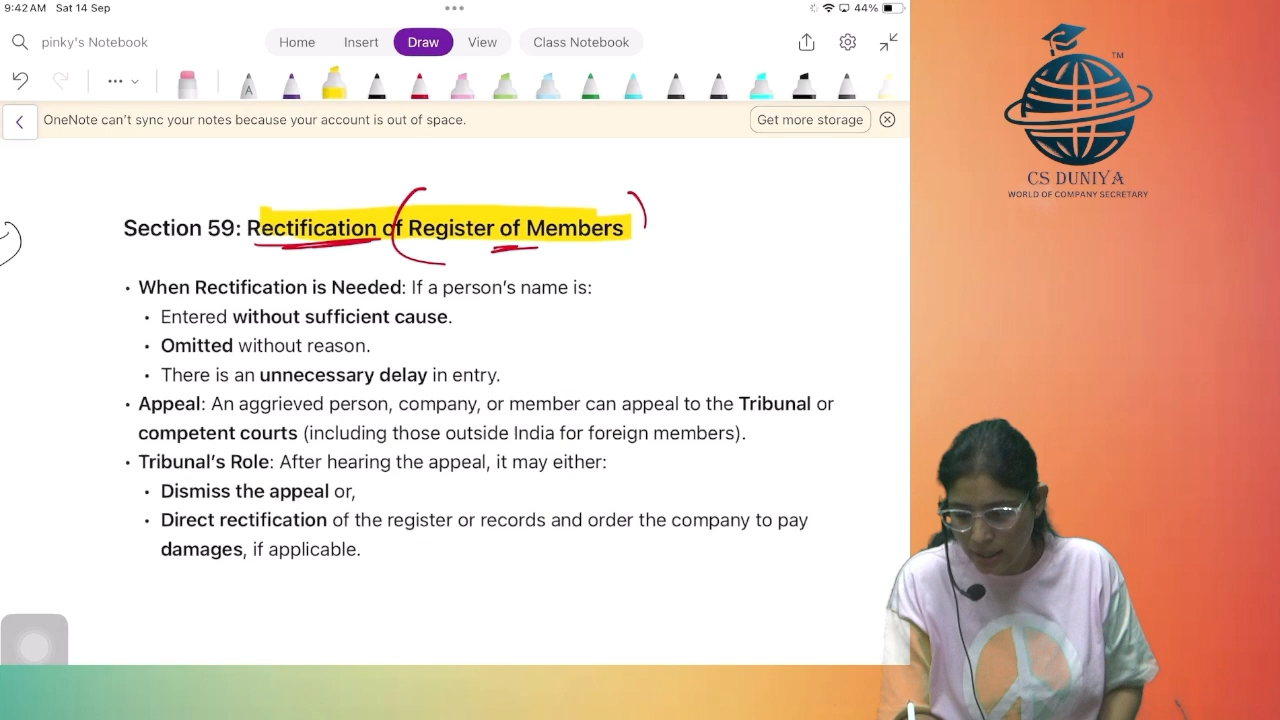 9:42 AM Sat 14 Sep
44%
pinky's Notebook
Home Insert Draw View Class Notebook
A
OneNote can't sync your notes because your account is out of space.
Get more storage
Section 59: Rectification of Register of Members
• When Rectification is Needed: If a person's name is:
• Entered without sufficient cause.
• Omitted without reason.
• There is an unnecessary delay in entry.
• Appeal: An aggrieved person, company, or member can appeal to the Tribunal or
competent courts (including those outside India for foreign members).
• Tribunal's Role: After hearing the appeal, it may either:
• Dismiss the appeal or,
• Direct rectification of the register or records and order the company to pay
damages, if applicable.
TM
CS DUNIYA
WORLD OF COMPANY SECRETARY